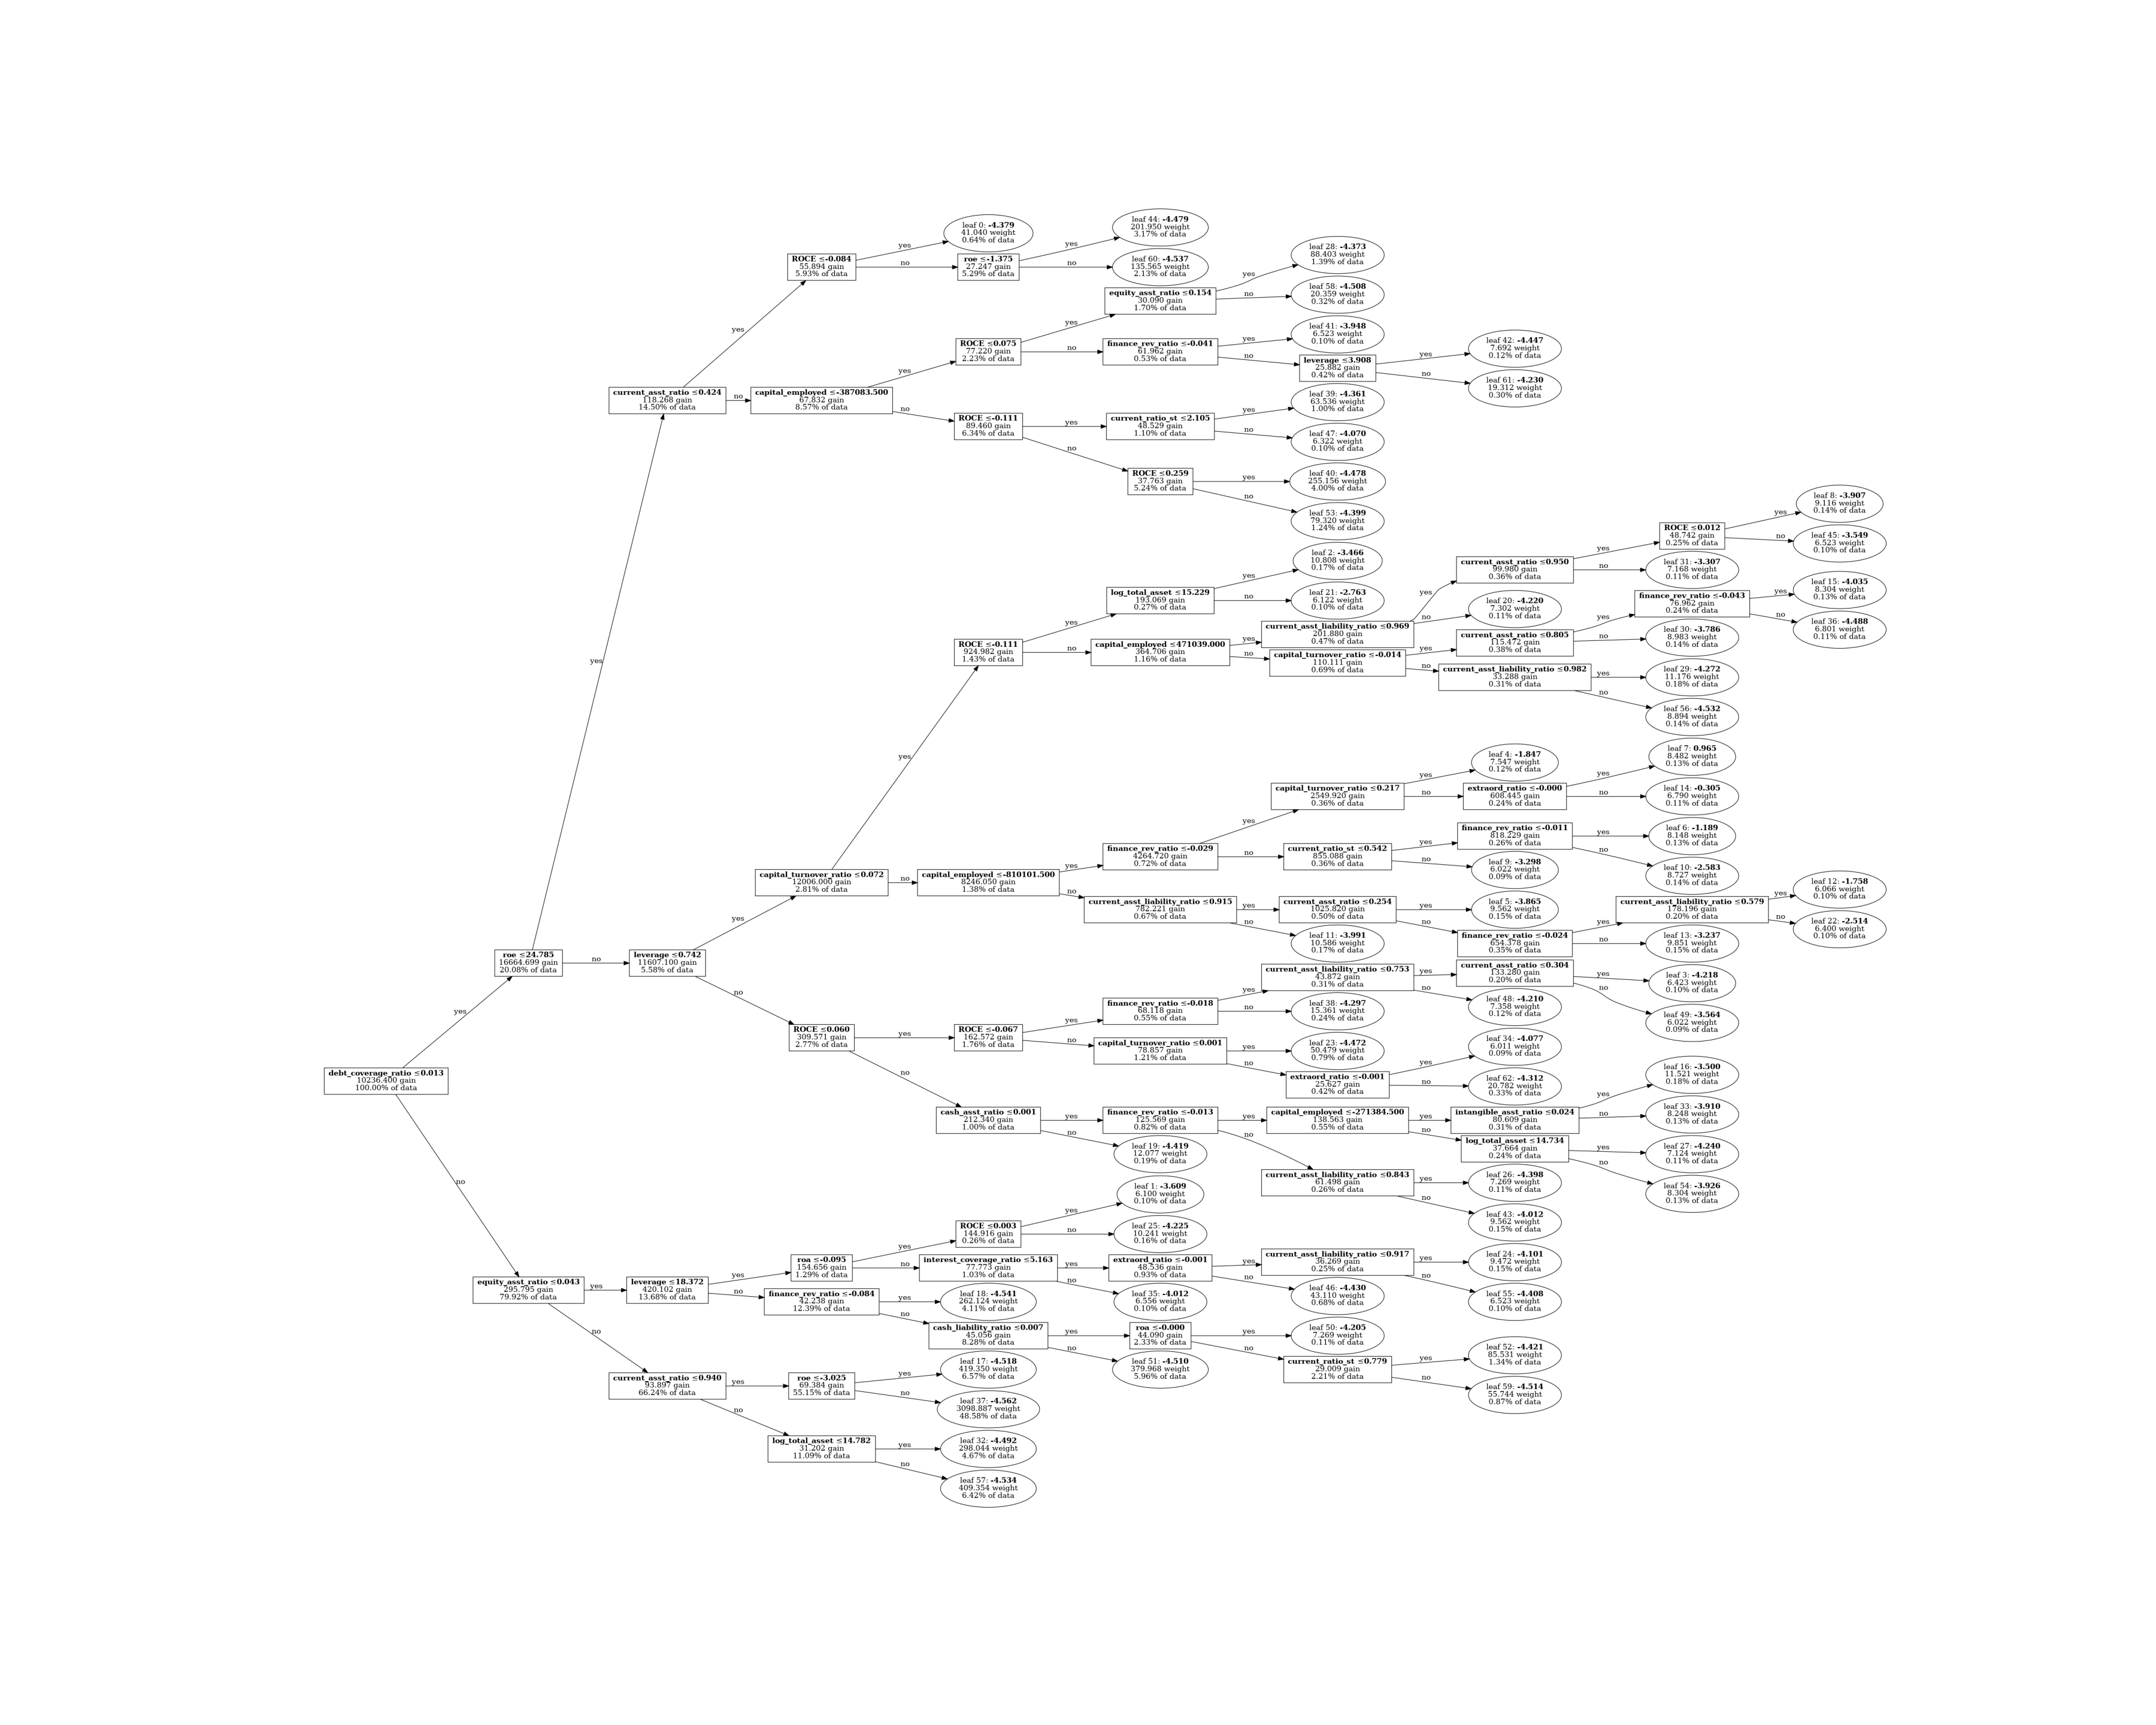 debt_coverage_ratio ≤0.013
10236.400 gain
100.00% of data
yes
roe ≤24.785
16664.699 gain
20.08% of data
yes
current_asst_ratio ≤0.424
118.268 gain
14.50% of data
yes
ROCE ≤-0.084
55.894 gain
5.93% of data
yes
leaf 0: -4.379
41.040 weight
0.64% of data
no
roe ≤-1.375
27.247 gain
5.29% of data
yes
leaf 44: -4.479
201.950 weight
3.17% of data
no
leaf 60: -4.537
135.565 weight
2.13% of data
no
capital_employed ≤-387083.500
67.832 gain
8.57% of data
yes
ROCE ≤0.075
77.220 gain
2.23% of data
yes
equity_asst_ratio ≤0.154
30.090 gain
1.70% of data
yes
leaf 28: -4.373
88.403 weight
1.39% of data
no
leaf 58: -4.508
20.359 weight
0.32% of data
no
finance_rev_ratio ≤-0.041
61.962 gain
0.53% of data
yes
leaf 41: -3.948
6.523 weight
0.10% of data
no
leverage ≤3.908
25.882 gain
0.42% of data
yes
leaf 42: -4.447
7.692 weight
0.12% of data
no
leaf 61: -4.230
19.312 weight
0.30% of data
no
ROCE ≤-0.111
89.460 gain
6.34% of data
yes
current_ratio_st ≤2.105
48.529 gain
1.10% of data
yes
leaf 39: -4.361
63.536 weight
1.00% of data
no
leaf 47: -4.070
6.322 weight
0.10% of data
no
ROCE ≤0.259
37.763 gain
5.24% of data
yes
leaf 40: -4.478
255.156 weight
4.00% of data
no
leaf 53: -4.399
79.320 weight
1.24% of data
no
leverage ≤0.742
11607.100 gain
5.58% of data
yes
capital_turnover_ratio ≤0.072
12006.000 gain
2.81% of data
yes
ROCE ≤-0.111
924.982 gain
1.43% of data
yes
log_total_asset ≤15.229
193.069 gain
0.27% of data
yes
leaf 2: -3.466
10.808 weight
0.17% of data
no
leaf 21: -2.763
6.122 weight
0.10% of data
no
capital_employed ≤471039.000
364.706 gain
1.16% of data
yes
current_asst_liability_ratio ≤0.969
201.880 gain
0.47% of data
yes
current_asst_ratio ≤0.950
99.980 gain
0.36% of data
yes
ROCE ≤0.012
48.742 gain
0.25% of data
yes
leaf 8: -3.907
9.116 weight
0.14% of data
no
leaf 45: -3.549
6.523 weight
0.10% of data
no
leaf 31: -3.307
7.168 weight
0.11% of data
no
leaf 20: -4.220
7.302 weight
0.11% of data
no
capital_turnover_ratio ≤-0.014
110.111 gain
0.69% of data
yes
current_asst_ratio ≤0.805
115.472 gain
0.38% of data
yes
finance_rev_ratio ≤-0.043
76.962 gain
0.24% of data
yes
leaf 15: -4.035
8.304 weight
0.13% of data
no
leaf 36: -4.488
6.801 weight
0.11% of data
no
leaf 30: -3.786
8.983 weight
0.14% of data
no
current_asst_liability_ratio ≤0.982
33.288 gain
0.31% of data
yes
leaf 29: -4.272
11.176 weight
0.18% of data
no
leaf 56: -4.532
8.894 weight
0.14% of data
no
capital_employed ≤-810101.500
8246.050 gain
1.38% of data
yes
finance_rev_ratio ≤-0.029
4264.720 gain
0.72% of data
yes
capital_turnover_ratio ≤0.217
2549.920 gain
0.36% of data
yes
leaf 4: -1.847
7.547 weight
0.12% of data
no
extraord_ratio ≤-0.000
608.445 gain
0.24% of data
yes
leaf 7: 0.965
8.482 weight
0.13% of data
no
leaf 14: -0.305
6.790 weight
0.11% of data
no
current_ratio_st ≤0.542
855.088 gain
0.36% of data
yes
finance_rev_ratio ≤-0.011
818.229 gain
0.26% of data
yes
leaf 6: -1.189
8.148 weight
0.13% of data
no
leaf 10: -2.583
8.727 weight
0.14% of data
no
leaf 9: -3.298
6.022 weight
0.09% of data
no
current_asst_liability_ratio ≤0.915
782.221 gain
0.67% of data
yes
current_asst_ratio ≤0.254
1025.820 gain
0.50% of data
yes
leaf 5: -3.865
9.562 weight
0.15% of data
no
finance_rev_ratio ≤-0.024
654.378 gain
0.35% of data
yes
current_asst_liability_ratio ≤0.579
178.196 gain
0.20% of data
yes
leaf 12: -1.758
6.066 weight
0.10% of data
no
leaf 22: -2.514
6.400 weight
0.10% of data
no
leaf 13: -3.237
9.851 weight
0.15% of data
no
leaf 11: -3.991
10.586 weight
0.17% of data
no
ROCE ≤0.060
309.571 gain
2.77% of data
yes
ROCE ≤-0.067
162.572 gain
1.76% of data
yes
finance_rev_ratio ≤-0.018
68.118 gain
0.55% of data
yes
current_asst_liability_ratio ≤0.753
43.872 gain
0.31% of data
yes
current_asst_ratio ≤0.304
133.280 gain
0.20% of data
yes
leaf 3: -4.218
6.423 weight
0.10% of data
no
leaf 49: -3.564
6.022 weight
0.09% of data
no
leaf 48: -4.210
7.358 weight
0.12% of data
no
leaf 38: -4.297
15.361 weight
0.24% of data
no
capital_turnover_ratio ≤0.001
78.857 gain
1.21% of data
yes
leaf 23: -4.472
50.479 weight
0.79% of data
no
extraord_ratio ≤-0.001
25.627 gain
0.42% of data
yes
leaf 34: -4.077
6.011 weight
0.09% of data
no
leaf 62: -4.312
20.782 weight
0.33% of data
no
cash_asst_ratio ≤0.001
212.340 gain
1.00% of data
yes
finance_rev_ratio ≤-0.013
125.569 gain
0.82% of data
yes
capital_employed ≤-271384.500
138.563 gain
0.55% of data
yes
intangible_asst_ratio ≤0.024
80.609 gain
0.31% of data
yes
leaf 16: -3.500
11.521 weight
0.18% of data
no
leaf 33: -3.910
8.248 weight
0.13% of data
no
log_total_asset ≤14.734
37.664 gain
0.24% of data
yes
leaf 27: -4.240
7.124 weight
0.11% of data
no
leaf 54: -3.926
8.304 weight
0.13% of data
no
current_asst_liability_ratio ≤0.843
61.498 gain
0.26% of data
yes
leaf 26: -4.398
7.269 weight
0.11% of data
no
leaf 43: -4.012
9.562 weight
0.15% of data
no
leaf 19: -4.419
12.077 weight
0.19% of data
no
equity_asst_ratio ≤0.043
295.795 gain
79.92% of data
yes
leverage ≤18.372
420.102 gain
13.68% of data
yes
roa ≤-0.095
154.656 gain
1.29% of data
yes
ROCE ≤0.003
144.916 gain
0.26% of data
yes
leaf 1: -3.609
6.100 weight
0.10% of data
no
leaf 25: -4.225
10.241 weight
0.16% of data
no
interest_coverage_ratio ≤5.163
77.773 gain
1.03% of data
yes
extraord_ratio ≤-0.001
48.536 gain
0.93% of data
yes
current_asst_liability_ratio ≤0.917
36.269 gain
0.25% of data
yes
leaf 24: -4.101
9.472 weight
0.15% of data
no
leaf 55: -4.408
6.523 weight
0.10% of data
no
leaf 46: -4.430
43.110 weight
0.68% of data
no
leaf 35: -4.012
6.556 weight
0.10% of data
no
finance_rev_ratio ≤-0.084
42.238 gain
12.39% of data
yes
leaf 18: -4.541
262.124 weight
4.11% of data
no
cash_liability_ratio ≤0.007
45.056 gain
8.28% of data
yes
roa ≤-0.000
44.090 gain
2.33% of data
yes
leaf 50: -4.205
7.269 weight
0.11% of data
no
current_ratio_st ≤0.779
29.009 gain
2.21% of data
yes
leaf 52: -4.421
85.531 weight
1.34% of data
no
leaf 59: -4.514
55.744 weight
0.87% of data
no
leaf 51: -4.510
379.968 weight
5.96% of data
no
current_asst_ratio ≤0.940
93.897 gain
66.24% of data
yes
roe ≤-3.025
69.384 gain
55.15% of data
yes
leaf 17: -4.518
419.350 weight
6.57% of data
no
leaf 37: -4.562
3098.887 weight
48.58% of data
no
log_total_asset ≤14.782
31.202 gain
11.09% of data
yes
leaf 32: -4.492
298.044 weight
4.67% of data
no
leaf 57: -4.534
409.354 weight
6.42% of data